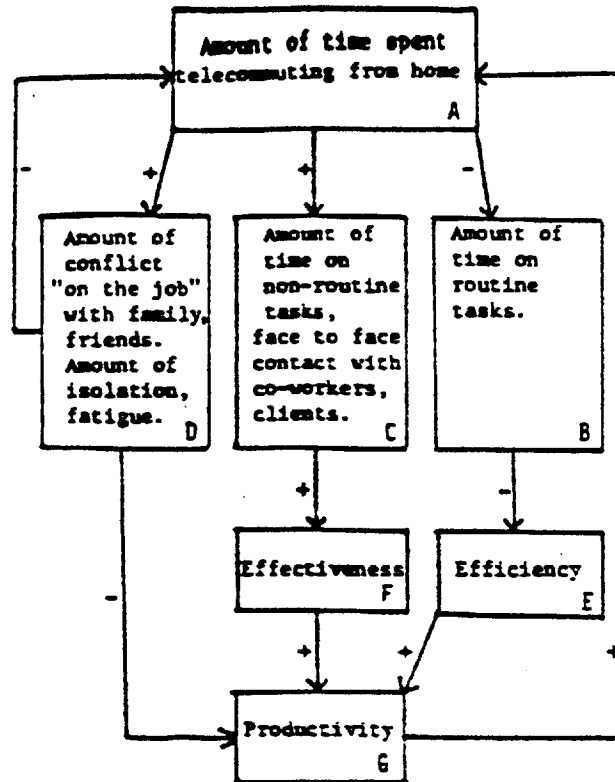 Amount of time spent
telecommuting from home
A
-
+
+
-
Amount of
conflict
"on the job"
with family,
friends.
Amount of
isolation,
fatigue.
D
Amount of
time on
non-routine
tasks,
face to face
contact with
co-workers,
clients.
C
Amount of
time on
routine
tasks.
B
+
-
Effectiveness
F
Efficiency
E
-
+
+
+
Productivity
G